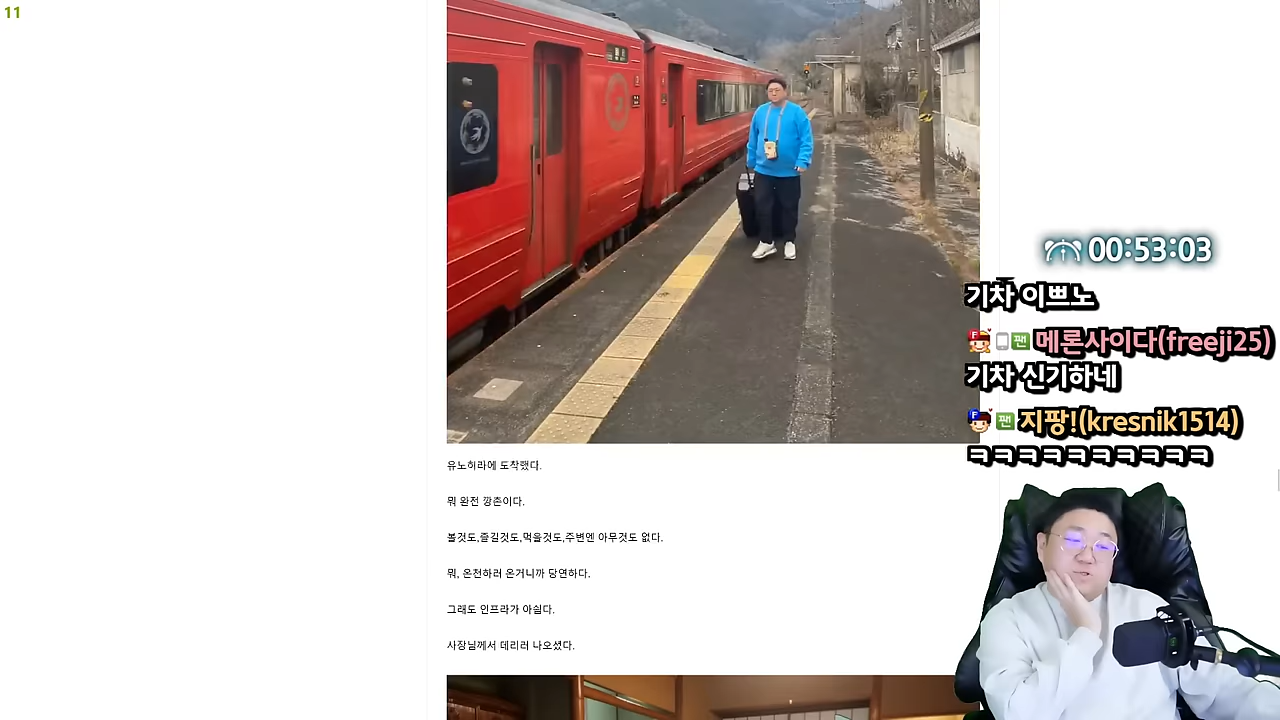 11
00:53:03
기차 이쁘노
메론사이다(freeji25)
기차 신기하네
지팡!(kresnik1514)
ㅋㅋㅋㅋㅋㅋㅋㅋㅋㅋ
유노히라에 도착했다.
뭐 완전 깡촌이다.
볼것도,즐길것도,먹을것도,주변엔 아무것도 없다.
뭐, 온천하러 온거니까 당연하다.
그래도 인프라가 아쉽다.
사장님께서 데리러 나오셨다.